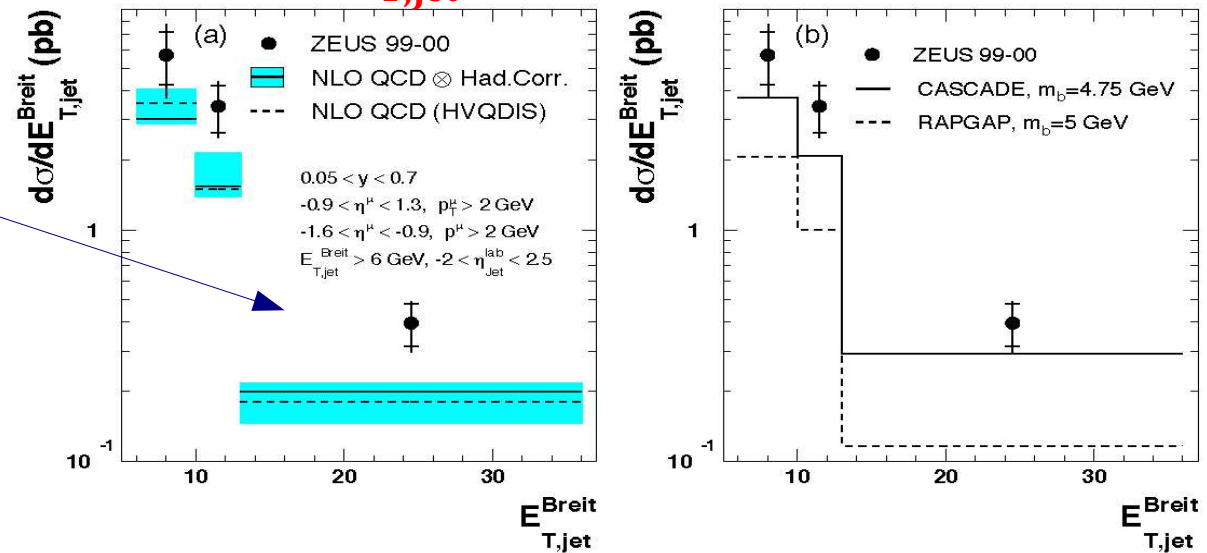 T,jet
(a)
ZEUS 99-00
NLO QCD ⊗ Had.Corr.
NLO QCD (HVQDIS)
0.05 < y < 0.7
-0.9 < η^μ < 1.3, p_T^μ > 2 GeV
-1.6 < η^μ < -0.9, p^μ > 2 GeV
E_T,jet^Breit > 6 GeV, -2 < η_Jet^lab < 2.5
dσ/dE_T,jet^Breit (pb)
1
10^-1
10
20
30
E_T,jet^Breit
(b)
ZEUS 99-00
CASCADE, m_b=4.75 GeV
RAPGAP, m_b=5 GeV
dσ/dE_T,jet^Breit (pb)
1
10^-1
10
20
30
E_T,jet^Breit